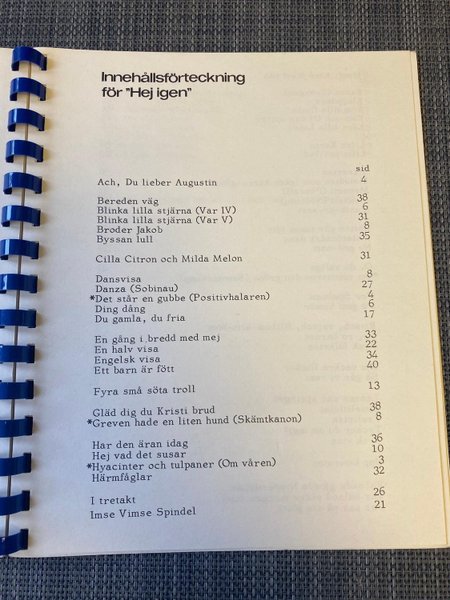 Innehållsförteckning
för "Hej igen"
sid
Ach, Du lieber Augustin 4
Bereden väg 38
Blinka lilla stjärna (Var IV) 6
Blinka lilla stjärna (Var V) 31
Broder Jakob 8
Byssan lull 35
Cilla Citron och Milda Melon 31
Dansvisa 8
Danza (Sobinau) 27
*Det står en gubbe (Positivhalaren) 4
Ding dång 6
Du gamla, du fria 17
En gång i bredd med mej 33
En halv visa 22
Engelsk visa 34
Ett barn är fött 40
Fyra små söta troll 13
Gläd dig du Kristi brud 38
*Greven hade en liten hund (Skämtkanon) 8
Har den äran idag 36
Hej vad det susar 10
*Hyacinter och tulpaner (Om våren) 3
Härmfåglar 32
I tretakt 26
Imse Vimse Spindel 21